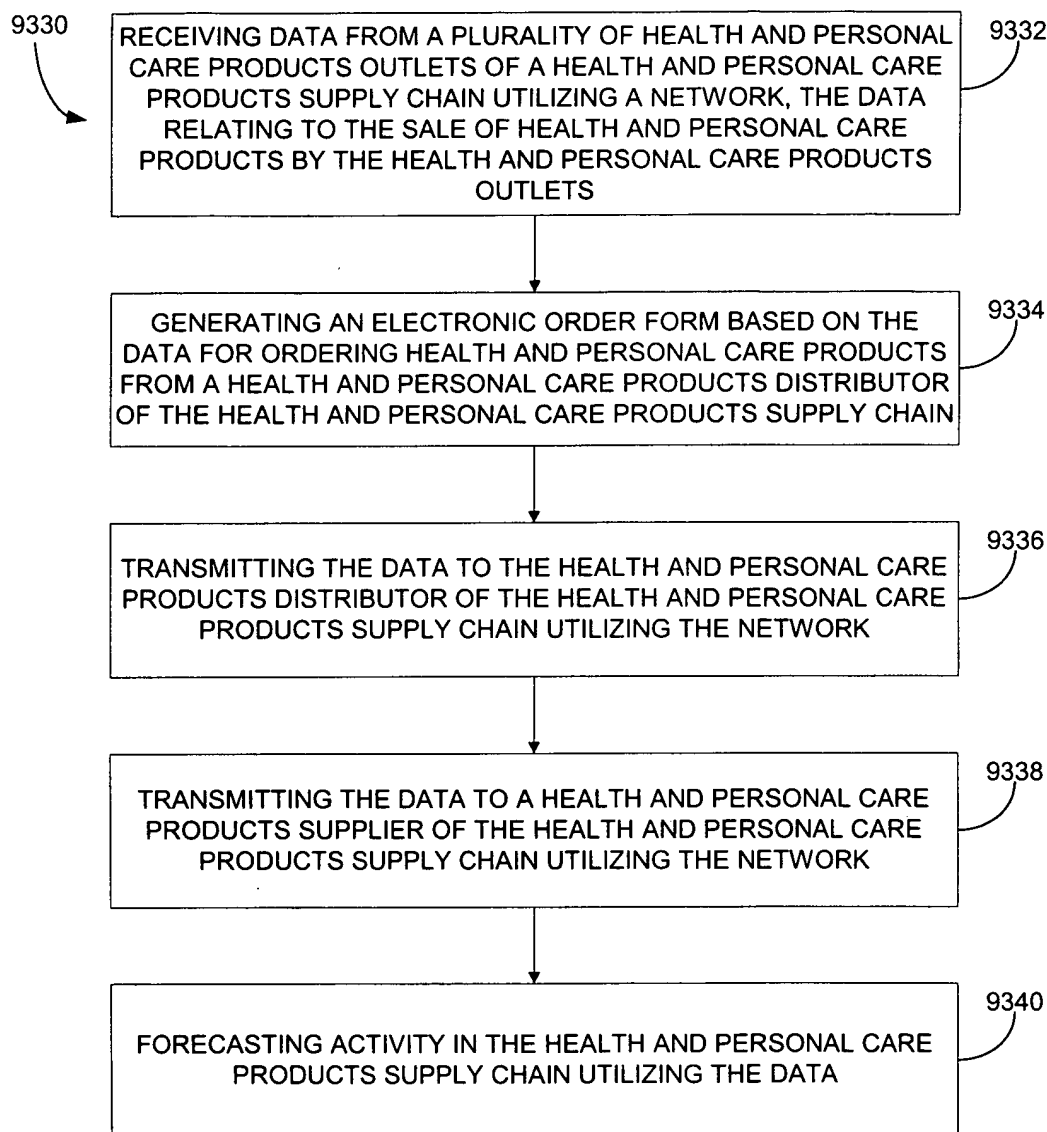 9330
RECEIVING DATA FROM A PLURALITY OF HEALTH AND PERSONAL
CARE PRODUCTS OUTLETS OF A HEALTH AND PERSONAL CARE
PRODUCTS SUPPLY CHAIN UTILIZING A NETWORK, THE DATA
RELATING TO THE SALE OF HEALTH AND PERSONAL CARE
PRODUCTS BY THE HEALTH AND PERSONAL CARE PRODUCTS
OUTLETS
9332
GENERATING AN ELECTRONIC ORDER FORM BASED ON THE
DATA FOR ORDERING HEALTH AND PERSONAL CARE PRODUCTS
FROM A HEALTH AND PERSONAL CARE PRODUCTS DISTRIBUTOR
OF THE HEALTH AND PERSONAL CARE PRODUCTS SUPPLY CHAIN
9334
TRANSMITTING THE DATA TO THE HEALTH AND PERSONAL CARE
PRODUCTS DISTRIBUTOR OF THE HEALTH AND PERSONAL CARE
PRODUCTS SUPPLY CHAIN UTILIZING THE NETWORK
9336
TRANSMITTING THE DATA TO A HEALTH AND PERSONAL CARE
PRODUCTS SUPPLIER OF THE HEALTH AND PERSONAL CARE
PRODUCTS SUPPLY CHAIN UTILIZING THE NETWORK
9338
FORECASTING ACTIVITY IN THE HEALTH AND PERSONAL CARE
PRODUCTS SUPPLY CHAIN UTILIZING THE DATA
9340